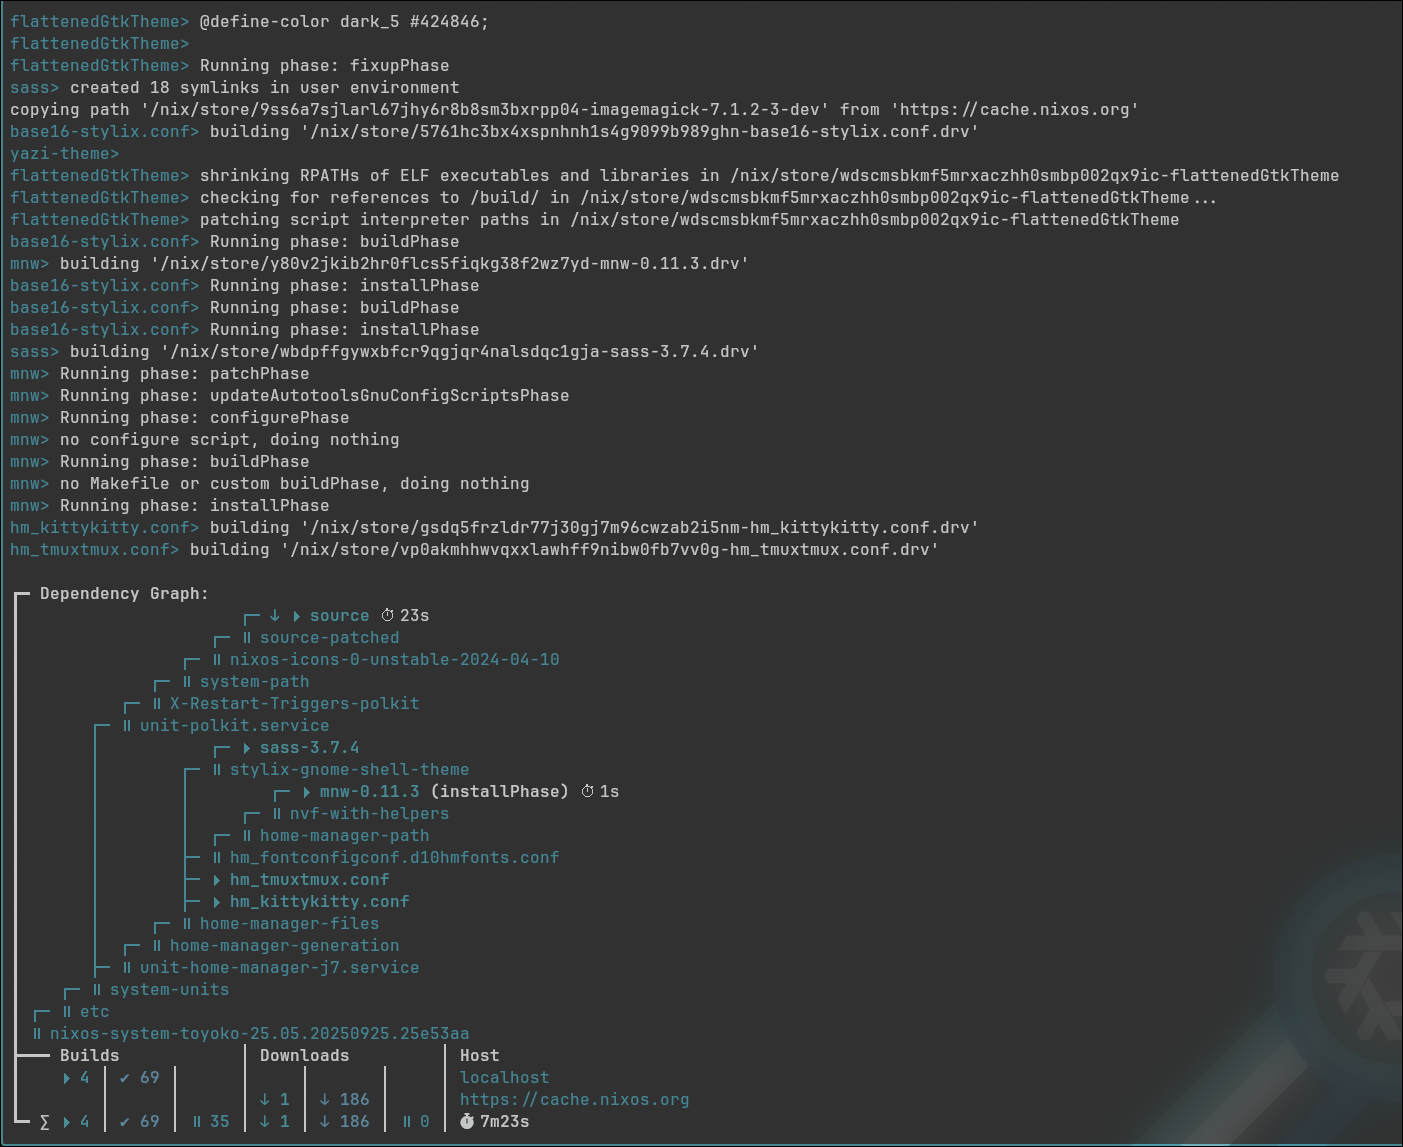 flattenedGtkTheme> @define-color dark_5 #424846;
flattenedGtkTheme>
flattenedGtkTheme> Running phase: fixupPhase
sass> created 18 symlinks in user environment
copying path '/nix/store/9ss6a7sjlarl67jhy6r8b8sm3bxrpp04-imagemagick-7.1.2-3-dev' from 'https://cache.nixos.org'
base16-stylix.conf> building '/nix/store/5761hc3bx4xspnhnh1s4g9099b989ghn-base16-stylix.conf.drv'
yazi-theme>
flattenedGtkTheme> shrinking RPATHs of ELF executables and libraries in /nix/store/wdscmsbkmf5mrxaczhh0smbp002qx9ic-flattenedGtkTheme
flattenedGtkTheme> checking for references to /build/ in /nix/store/wdscmsbkmf5mrxaczhh0smbp002qx9ic-flattenedGtkTheme...
flattenedGtkTheme> patching script interpreter paths in /nix/store/wdscmsbkmf5mrxaczhh0smbp002qx9ic-flattenedGtkTheme
base16-stylix.conf> Running phase: buildPhase
mnw> building '/nix/store/y80v2jkib2hr0flcs5fiqkg38f2wz7yd-mnw-0.11.3.drv'
base16-stylix.conf> Running phase: installPhase
base16-stylix.conf> Running phase: buildPhase
base16-stylix.conf> Running phase: installPhase
sass> building '/nix/store/wbdpffgywxbfcr9qgjqr4nalsdqc1gja-sass-3.7.4.drv'
mnw> Running phase: patchPhase
mnw> Running phase: updateAutotoolsGnuConfigScriptsPhase
mnw> Running phase: configurePhase
mnw> no configure script, doing nothing
mnw> Running phase: buildPhase
mnw> no Makefile or custom buildPhase, doing nothing
mnw> Running phase: installPhase
hm_kittykitty.conf> building '/nix/store/gsdq5frzldr77j30gj7m96cwzab2i5nm-hm_kittykitty.conf.drv'
hm_tmuxtmux.conf> building '/nix/store/vp0akmhhwvqxxlawhff9nibw0fb7vv0g-hm_tmuxtmux.conf.drv'
┏━ Dependency Graph:
┃                      ┌─ ↓ ⏵ source ⏱ 23s
┃                   ┌─ ⏸ source-patched
┃                ┌─ ⏸ nixos-icons-0-unstable-2024-04-10
┃             ┌─ ⏸ system-path
┃          ┌─ ⏸ X-Restart-Triggers-polkit
┃       ┌─ ⏸ unit-polkit.service
┃       │           ┌─ ⏵ sass-3.7.4
┃       │        ┌─ ⏸ stylix-gnome-shell-theme
┃       │        │        ┌─ ⏵ mnw-0.11.3 (installPhase) ⏱ 1s
┃       │        │     ┌─ ⏸ nvf-with-helpers
┃       │        │  ┌─ ⏸ home-manager-path
┃       │        ├─ ⏸ hm_fontconfigconf.d10hmfonts.conf
┃       │        ├─ ⏵ hm_tmuxtmux.conf
┃       │        ├─ ⏵ hm_kittykitty.conf
┃       │     ┌─ ⏸ home-manager-files
┃       │  ┌─ ⏸ home-manager-generation
┃       ├─ ⏸ unit-home-manager-j7.service
┃    ┌─ ⏸ system-units
┃ ┌─ ⏸ etc
┃ ⏸ nixos-system-toyoko-25.05.20250925.25e53aa
┣━━━ Builds            │ Downloads         │ Host
┃    ⏵ 4 │ ✔ 69 │      │     │       │     │ localhost
┃        │      │      │ ↓ 1 │ ↓ 186 │     │ https://cache.nixos.org
┗━ ∑ ⏵ 4 │ ✔ 69 │ ⏸ 35 │ ↓ 1 │ ↓ 186 │ ⏸ 0 │ ⏱ 7m23s